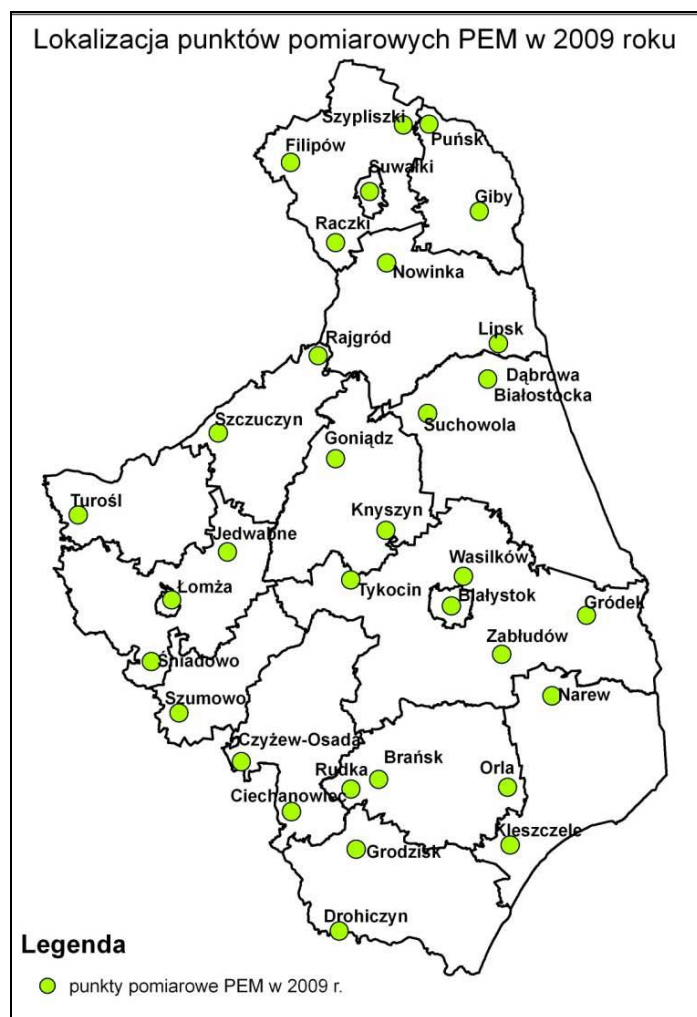 Lokalizacja punktów pomiarowych PEM w 2009 roku
Szypliszki
Puńsk
Filipów
Suwałki
Giby
Raczki
Nowinka
Lipsk
Rajgród
Dąbrowa
Białostocka
Suchowola
Szczuczyn
Goniądz
Turośl
Knyszyn
Jedwabne
Wasilków
Tykocin
Łomża
Białystok
Gródek
Zabłudów
Śniadowo
Narew
Szumowo
Czyżew-Osada
Rudka
Brańsk
Orla
Ciechanowiec
Kleszczele
Grodzisk
Drohiczyn
Legenda
punkty pomiarowe PEM w 2009 r.